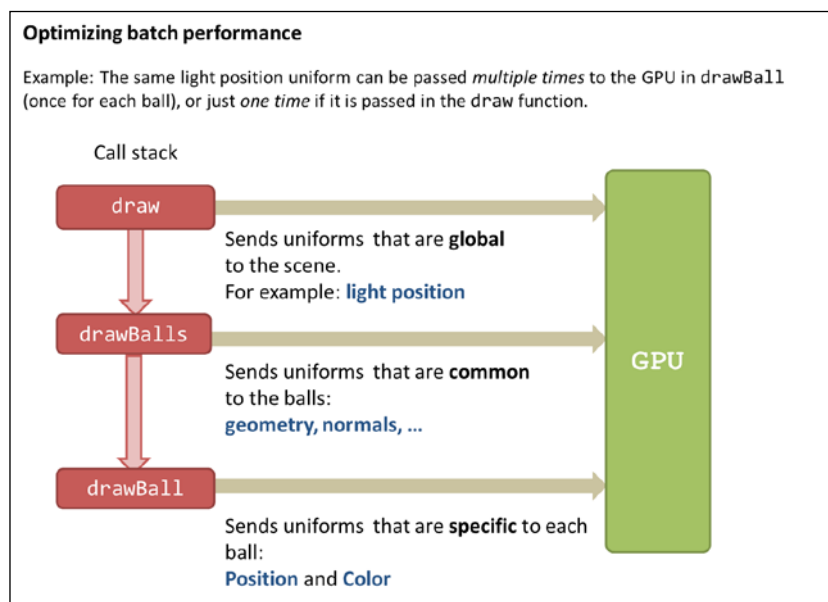 Optimizing batch performance
Example: The same light position uniform can be passed multiple times to the GPU in drawBall
(once for each ball), or just one time if it is passed in the draw function.
Call stack
draw
Sends uniforms that are global
to the scene.
For example: light position
drawBalls
Sends uniforms that are common
to the balls:
geometry, normals, ...
GPU
drawBall
Sends uniforms that are specific to each
ball:
Position and Color